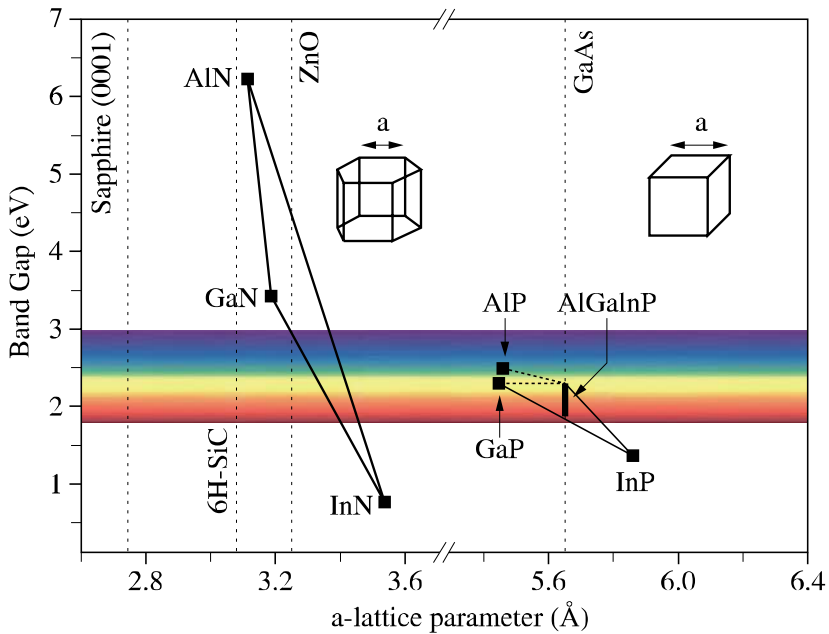 7
6
5
4
3
2
1
Band Gap (eV)
Sapphire (0001)
6H-SiC
ZnO
GaAs
AlN
GaN
InN
a
a
AlP
AlGaInP
GaP
InP
2.8
3.2
3.6
5.6
6.0
6.4
a-lattice parameter (Å)